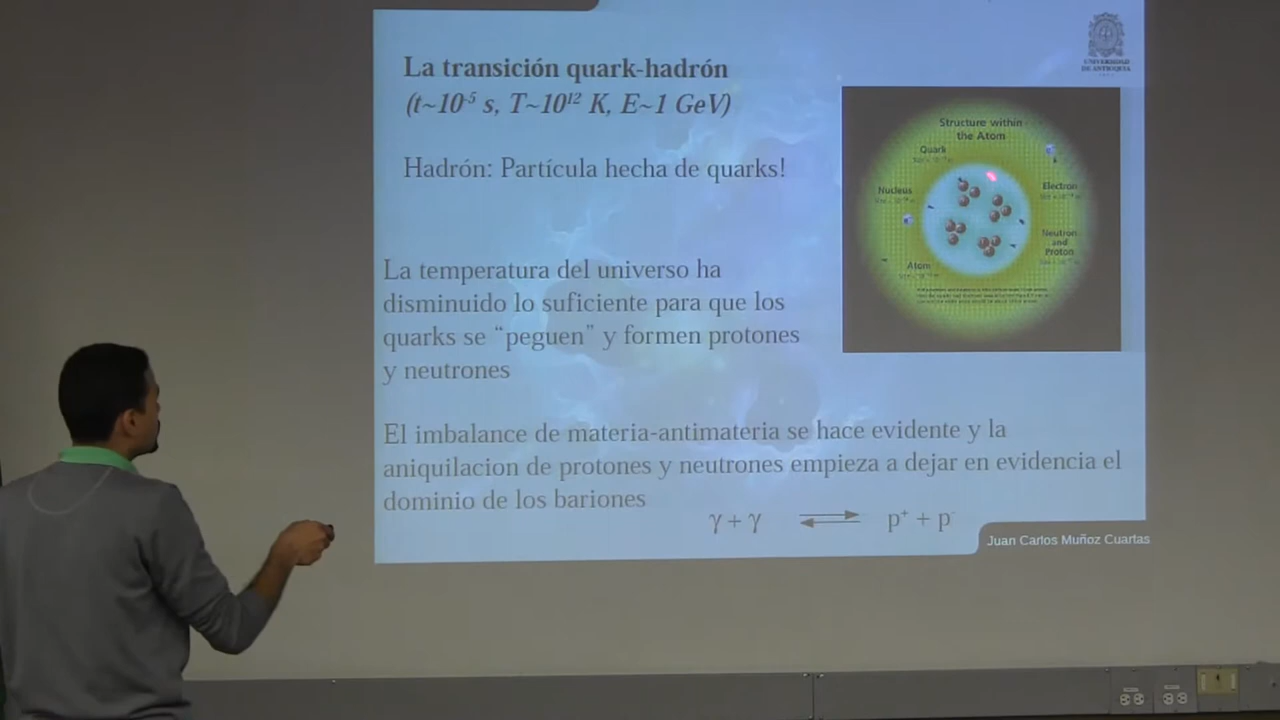 La transición quark-hadrón
(t~10⁻⁵ s, T~10¹² K, E~1 GeV)
UNIVERSIDAD
DE ANTIOQUIA
Hadrón: Partícula hecha de quarks!
Structure within
the Atom
Quark
Nucleus
Electron
Neutron
and
Proton
Atom
La temperatura del universo ha
disminuido lo suficiente para que los
quarks se “peguen” y formen protones
y neutrones
El imbalance de materia-antimateria se hace evidente y la
aniquilacion de protones y neutrones empieza a dejar en evidencia el
dominio de los bariones
γ + γ ⇌ p⁺ + p⁻
Juan Carlos Muñoz Cuartas